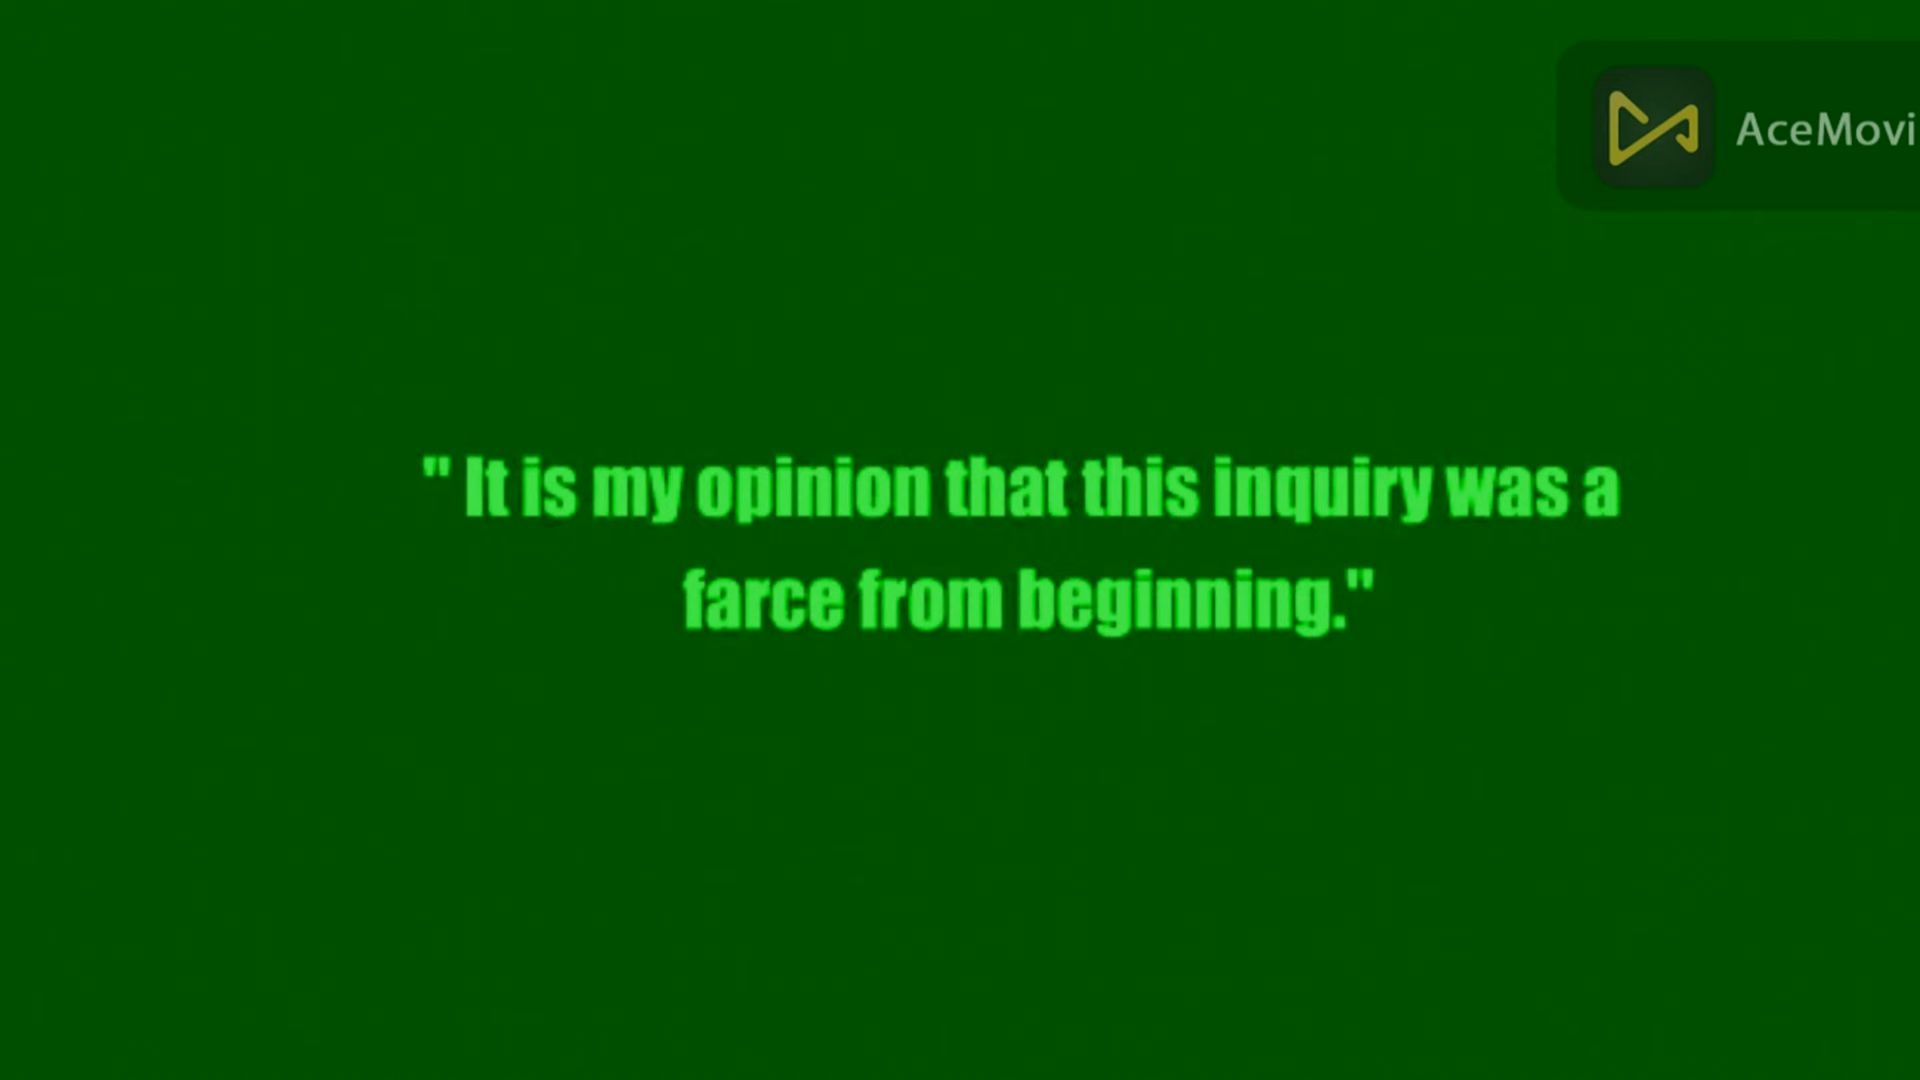 AceMovi
" It is my opinion that this inquiry was a
farce from beginning."